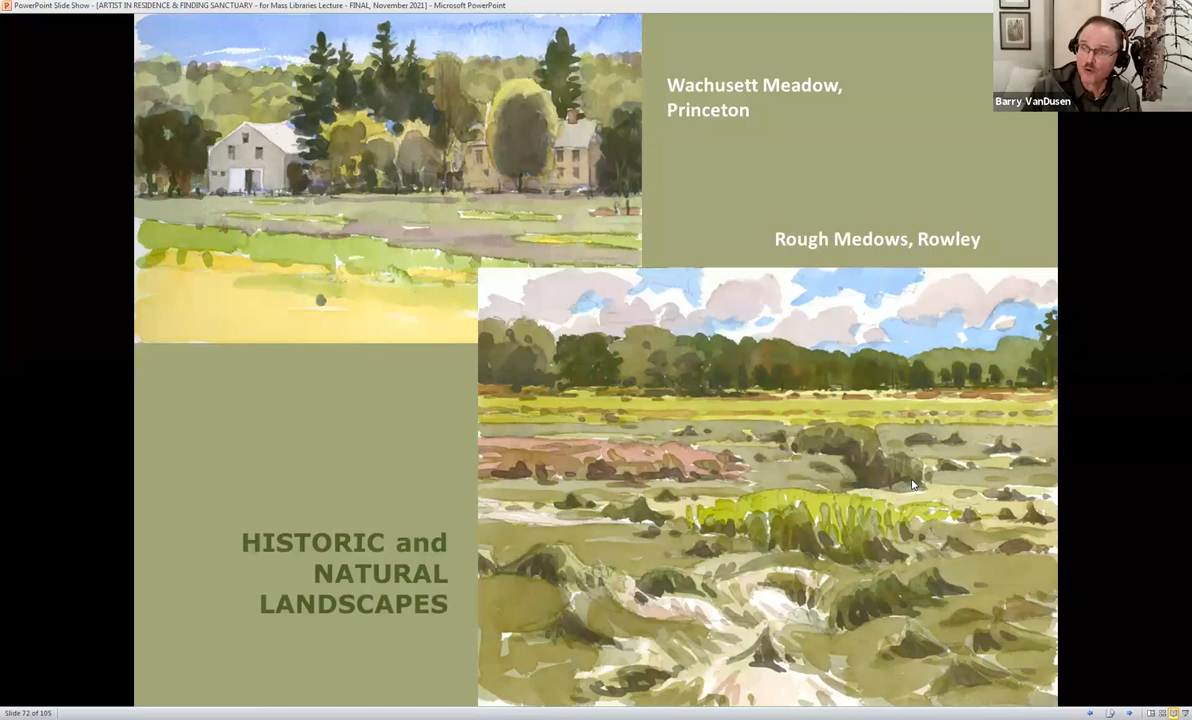 PowerPoint Slide Show - [ARTIST IN RESIDENCE & FINDING SANCTUARY - for Mass Libraries Lecture - FINAL, November 2021] - Microsoft PowerPoint
Wachusett Meadow,
Princeton
Barry VanDusen
Rough Medows, Rowley
HISTORIC and
NATURAL
LANDSCAPES
Slide 72 of 105